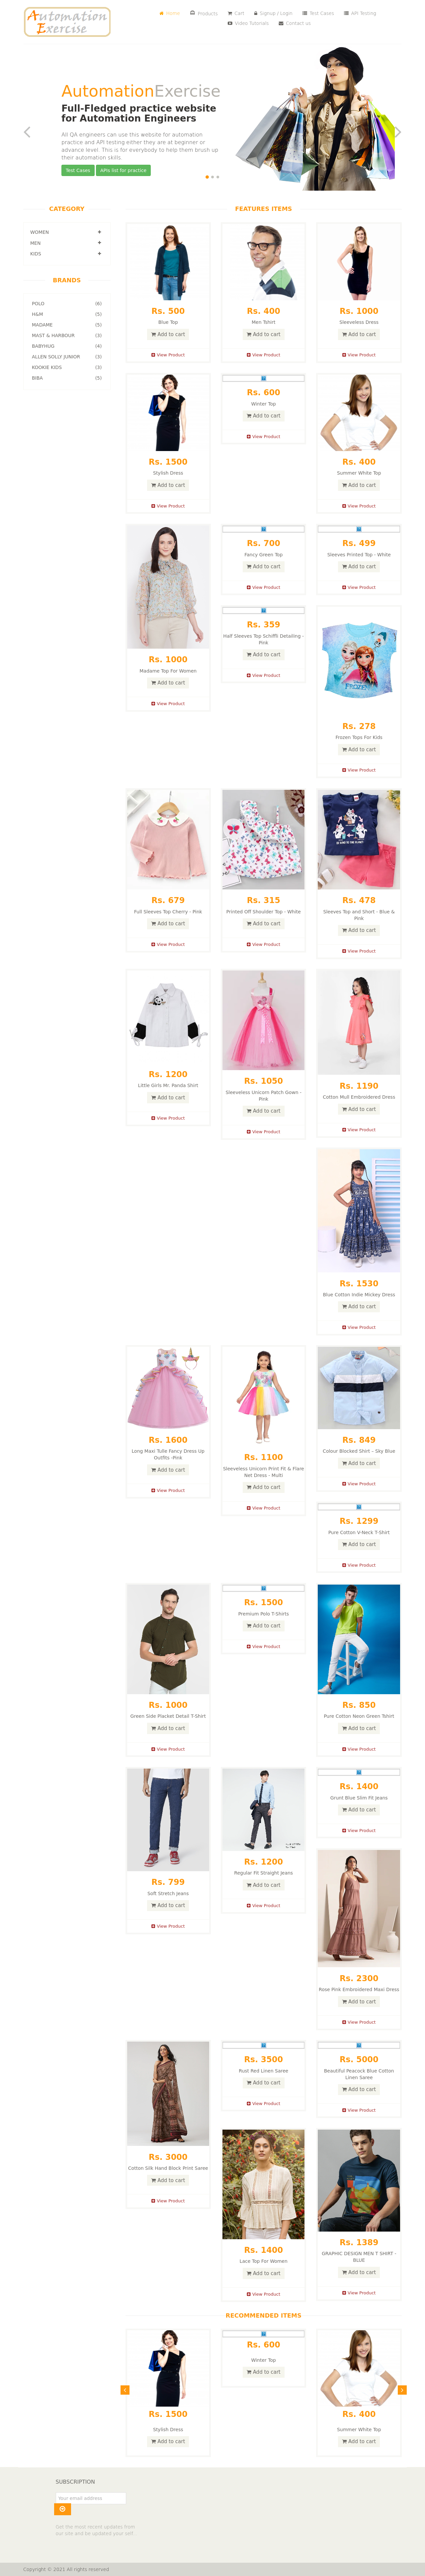 Automation
Exercise
Home
Products
Cart
Signup / Login
Test Cases
API Testing
Video Tutorials
Contact us
AutomationExercise
Full-Fledged practice website
for Automation Engineers
All QA engineers can use this website for automation
practice and API testing either they are at beginner or
advance level. This is for everybody to help them brush up
their automation skills.
Test Cases
APIs list for practice
CATEGORY
WOMEN
MEN
KIDS
BRANDS
POLO (6)
H&M (5)
MADAME (5)
MAST & HARBOUR (3)
BABYHUG (4)
ALLEN SOLLY JUNIOR (3)
KOOKIE KIDS (3)
BIBA (5)
FEATURES ITEMS
Rs. 500
Blue Top
Add to cart
View Product
Rs. 400
Men Tshirt
Add to cart
View Product
Rs. 1000
Sleeveless Dress
Add to cart
View Product
Rs. 1500
Stylish Dress
Add to cart
View Product
Rs. 600
Winter Top
Add to cart
View Product
Rs. 400
Summer White Top
Add to cart
View Product
Rs. 1000
Madame Top For Women
Add to cart
View Product
Rs. 700
Fancy Green Top
Add to cart
View Product
Rs. 499
Sleeves Printed Top - White
Add to cart
View Product
Rs. 359
Half Sleeves Top Schiffli Detailing -
Pink
Add to cart
View Product
FROZEN
Rs. 278
Frozen Tops For Kids
Add to cart
View Product
Rs. 679
Full Sleeves Top Cherry - Pink
Add to cart
View Product
Rs. 315
Printed Off Shoulder Top - White
Add to cart
View Product
Rs. 478
Sleeves Top and Short - Blue &
Pink
Add to cart
View Product
Rs. 1200
Little Girls Mr. Panda Shirt
Add to cart
View Product
Rs. 1050
Sleeveless Unicorn Patch Gown -
Pink
Add to cart
View Product
Rs. 1190
Cotton Mull Embroidered Dress
Add to cart
View Product
Rs. 1530
Blue Cotton Indie Mickey Dress
Add to cart
View Product
Rs. 1600
Long Maxi Tulle Fancy Dress Up
Outfits -Pink
Add to cart
View Product
Rs. 1100
Sleeveless Unicorn Print Fit & Flare
Net Dress - Multi
Add to cart
View Product
Rs. 849
Colour Blocked Shirt – Sky Blue
Add to cart
View Product
Rs. 1299
Pure Cotton V-Neck T-Shirt
Add to cart
View Product
Rs. 1000
Green Side Placket Detail T-Shirt
Add to cart
View Product
Rs. 1500
Premium Polo T-Shirts
Add to cart
View Product
Rs. 850
Pure Cotton Neon Green Tshirt
Add to cart
View Product
Rs. 799
Soft Stretch Jeans
Add to cart
View Product
Rs. 1200
Regular Fit Straight Jeans
Add to cart
View Product
Rs. 1400
Grunt Blue Slim Fit Jeans
Add to cart
View Product
Rs. 2300
Rose Pink Embroidered Maxi Dress
Add to cart
View Product
Rs. 3000
Cotton Silk Hand Block Print Saree
Add to cart
View Product
Rs. 3500
Rust Red Linen Saree
Add to cart
View Product
Rs. 5000
Beautiful Peacock Blue Cotton
Linen Saree
Add to cart
View Product
Rs. 1400
Lace Top For Women
Add to cart
View Product
Rs. 1389
GRAPHIC DESIGN MEN T SHIRT -
BLUE
Add to cart
View Product
RECOMMENDED ITEMS
Rs. 1500
Stylish Dress
Add to cart
Rs. 600
Winter Top
Add to cart
Rs. 400
Summer White Top
Add to cart
SUBSCRIPTION
Your email address
Get the most recent updates from
our site and be updated your self...
Copyright © 2021 All rights reserved